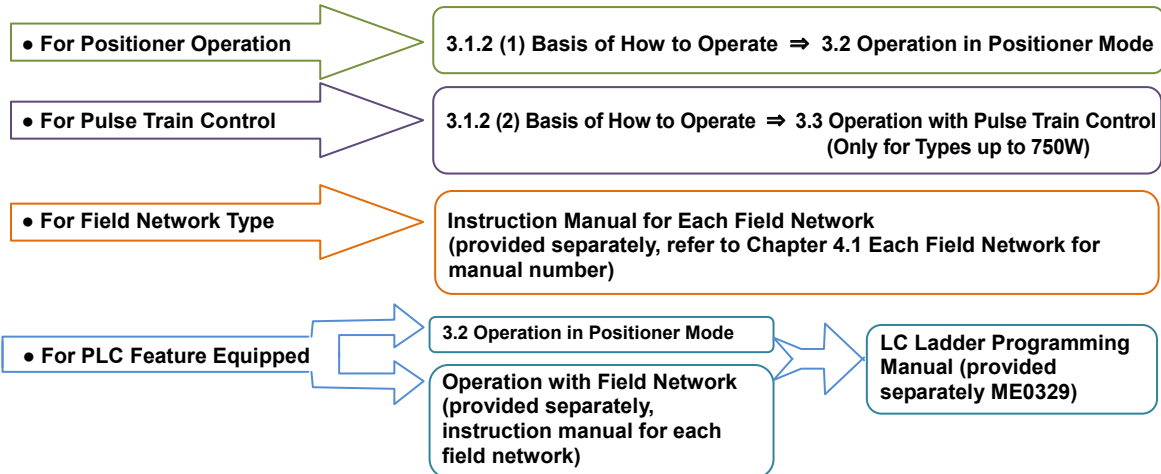 ● For Positioner Operation
3.1.2 (1) Basis of How to Operate ⇒ 3.2 Operation in Positioner Mode
● For Pulse Train Control
3.1.2 (2) Basis of How to Operate ⇒ 3.3 Operation with Pulse Train Control
(Only for Types up to 750W)
● For Field Network Type
Instruction Manual for Each Field Network
(provided separately, refer to Chapter 4.1 Each Field Network for
manual number)
● For PLC Feature Equipped
3.2 Operation in Positioner Mode
Operation with Field Network
(provided separately,
instruction manual for each
field network)
LC Ladder Programming
Manual (provided
separately ME0329)